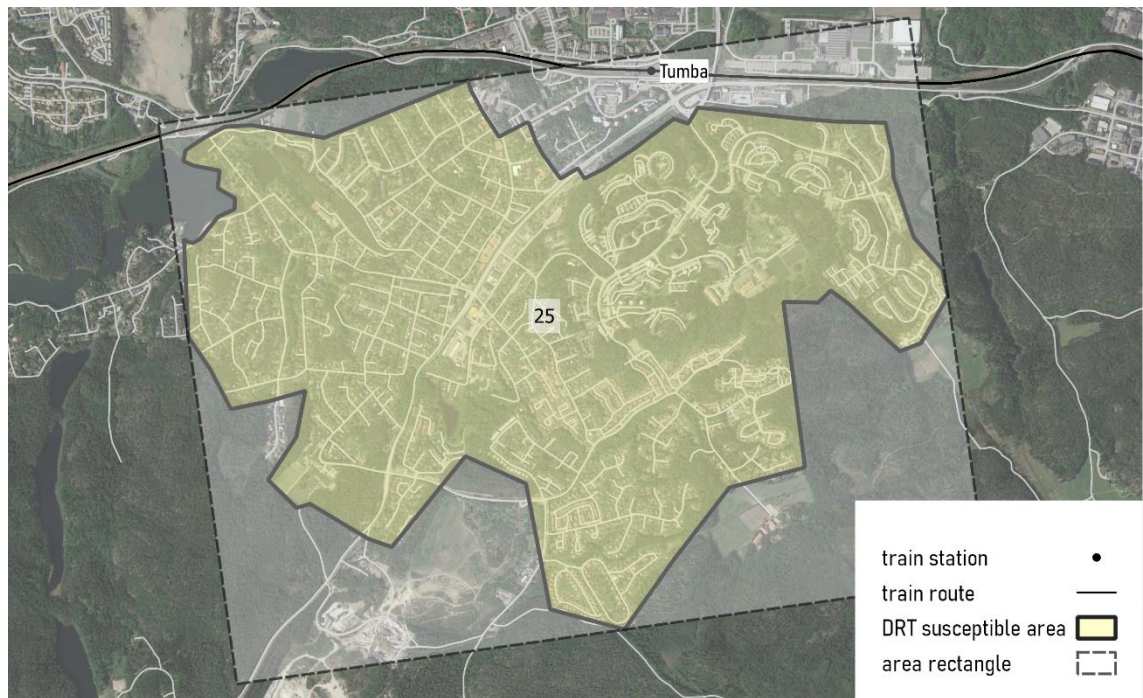 Tumba
25
train station
train route
DRT susceptible area
area rectangle